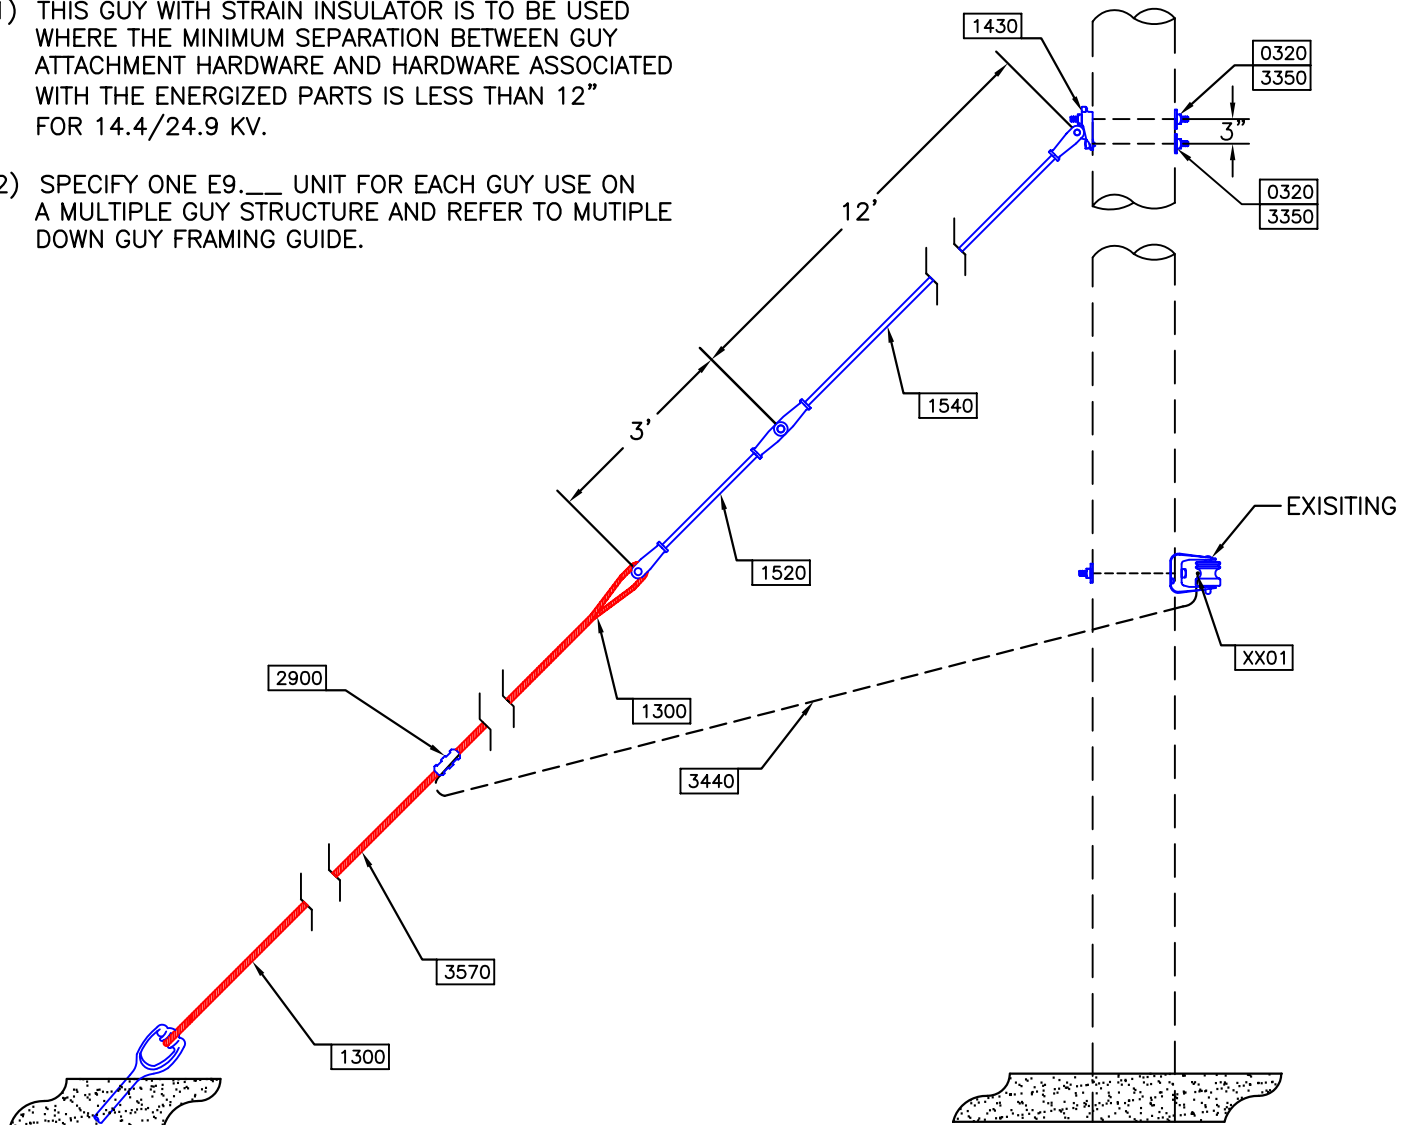 1) THIS GUY WITH STRAIN INSULATOR IS TO BE USED
WHERE THE MINIMUM SEPARATION BETWEEN GUY
ATTACHMENT HARDWARE AND HARDWARE ASSOCIATED
WITH THE ENERGIZED PARTS IS LESS THAN 12"
FOR 14.4/24.9 KV.
2) SPECIFY ONE E9.__ UNIT FOR EACH GUY USE ON
A MULTIPLE GUY STRUCTURE AND REFER TO MUTIPLE
DOWN GUY FRAMING GUIDE.
1430
0320
3350
3"
0320
3350
12'
1540
3'
EXISITING
1520
XX01
2900
1300
3440
3570
1300